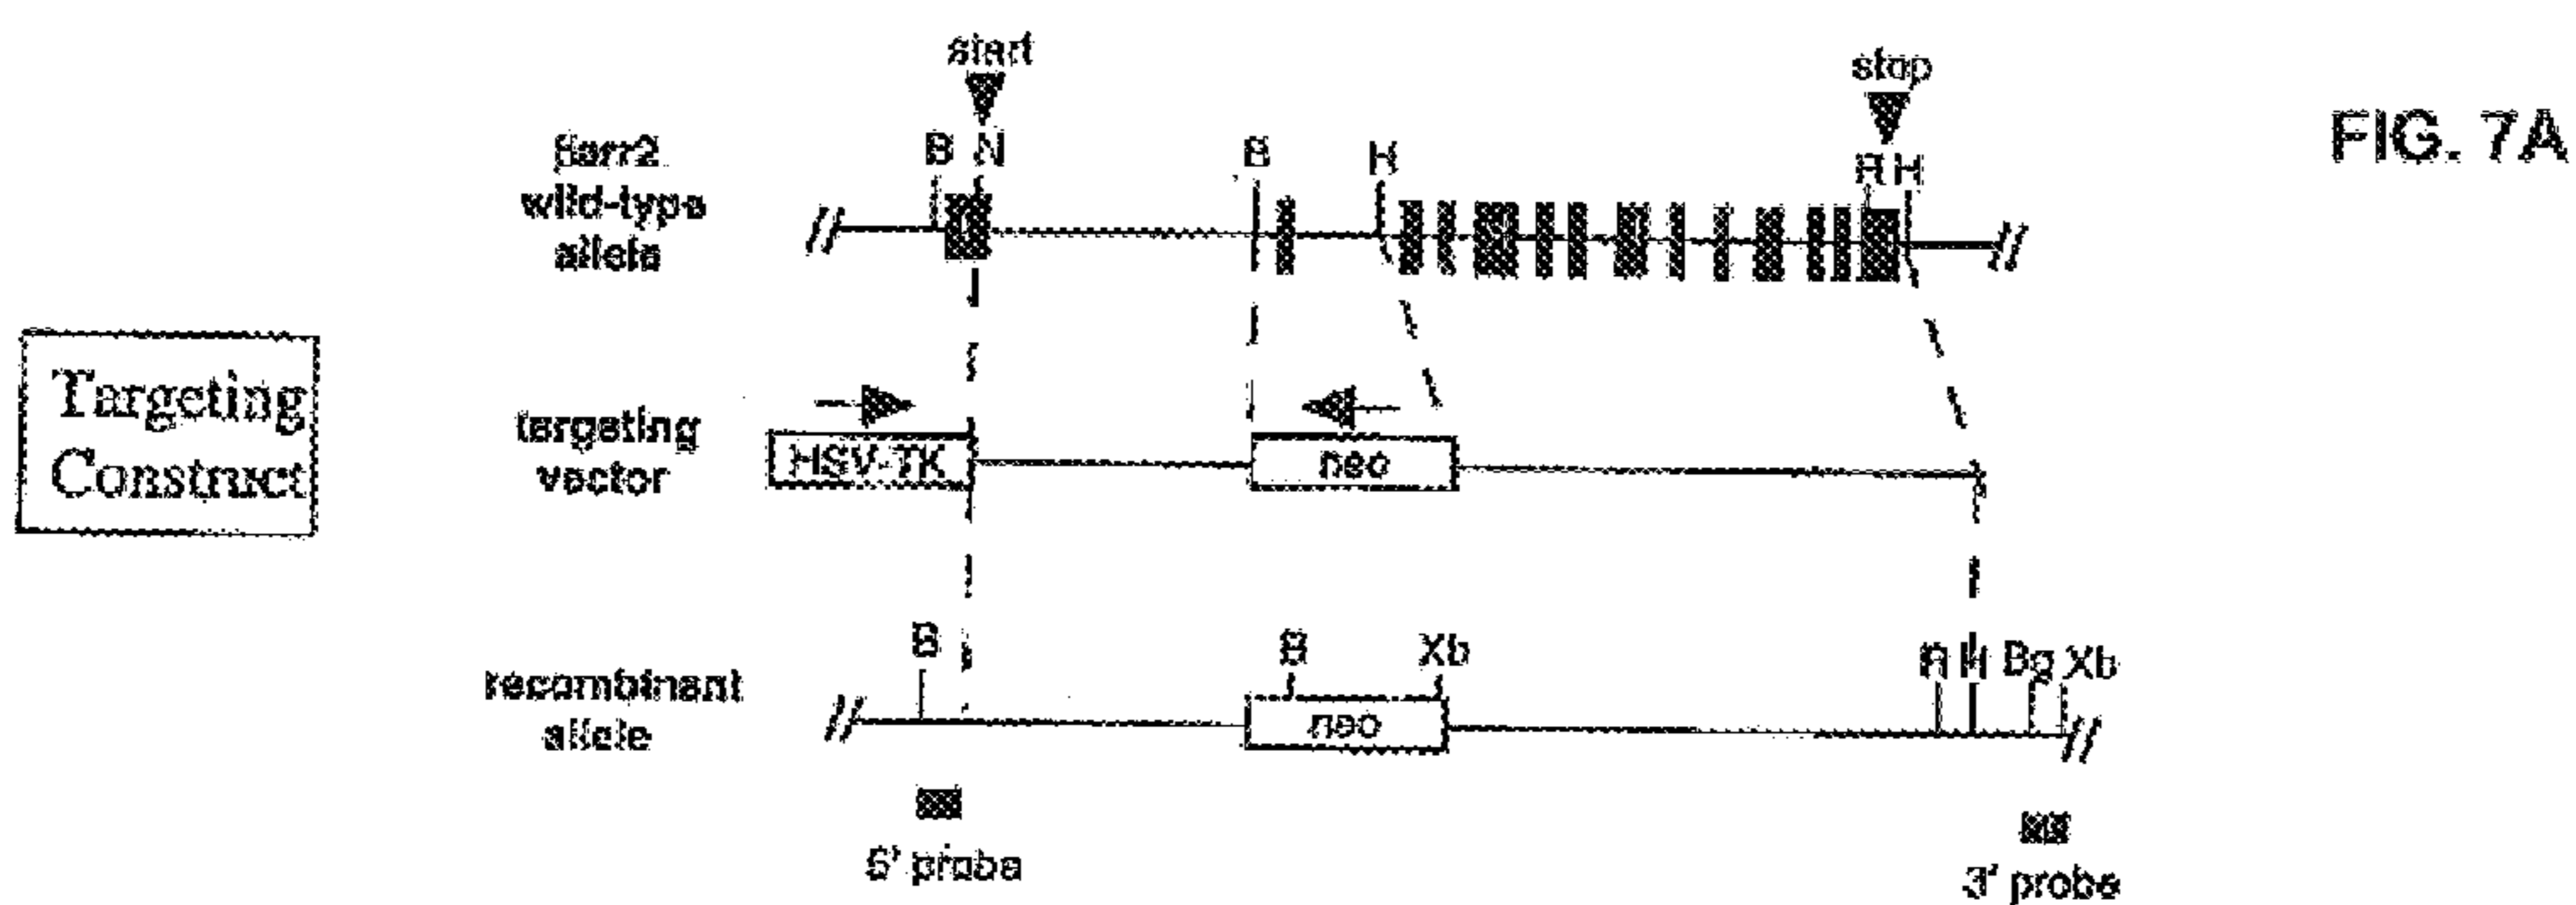 FIG. 7A
start
stop
βarr2
wild-type
allele
B N
B
H
R H
Targeting
Construct
targeting
vector
HSV-TK
neo
recombinant
allele
B
B
Xb
R H Bg Xb
neo
5' probe
3' probe